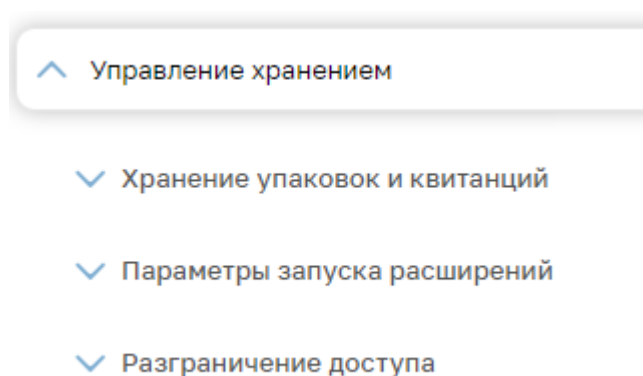 Управление хранением
Хранение упаковок и квитанций
Параметры запуска расширений
Разграничение доступа